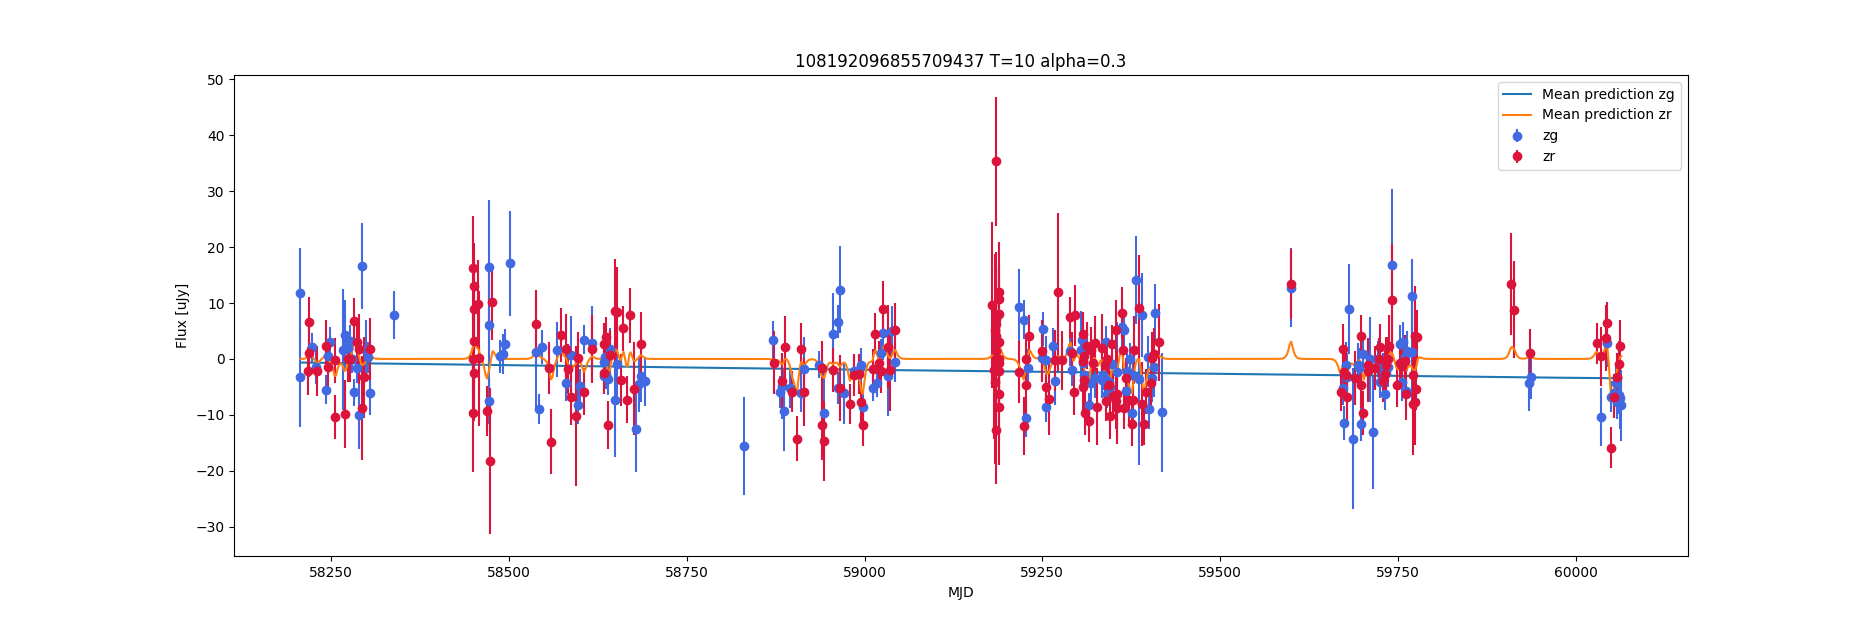 108192096855709437 T=10 alpha=0.3
Flux [uJy]
50
40
30
20
10
0
−10
−20
−30
Mean prediction zg
Mean prediction zr
zg
zr
58250 58500 58750 59000 59250 59500 59750 60000
MJD